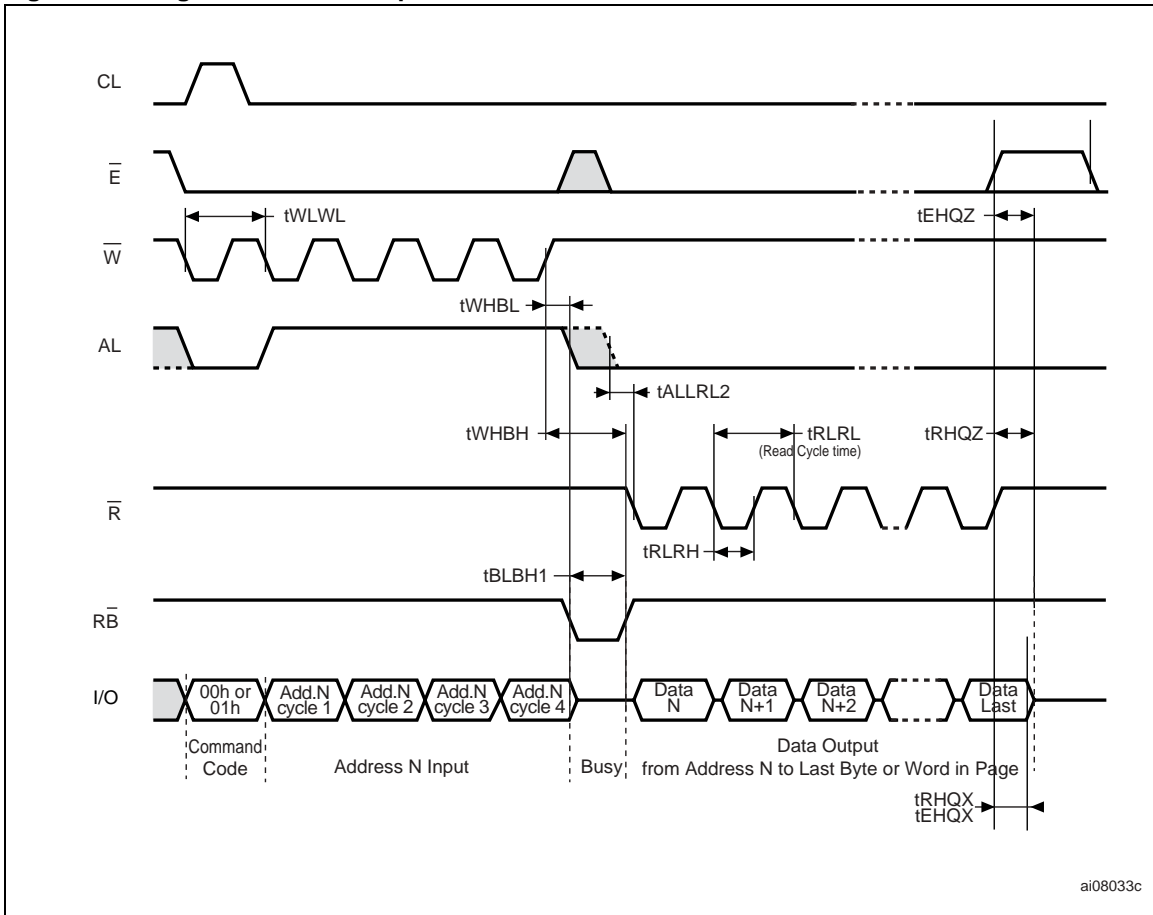 CL
E
tWLWL
tEHQZ
W
tWHBL
AL
tALLRL2
tWHBH
tRLRL
tRHQZ
(Read Cycle time)
R
tRLRH
tBLBH1
RB
I/O
00h or
01h
Add.N
cycle 1
Add.N
cycle 2
Add.N
cycle 3
Add.N
cycle 4
Data
N
Data
N+1
Data
N+2
Data
Last
Command
Code
Address N Input
Busy
Data Output
from Address N to Last Byte or Word in Page
tRHQX
tEHQX
ai08033c